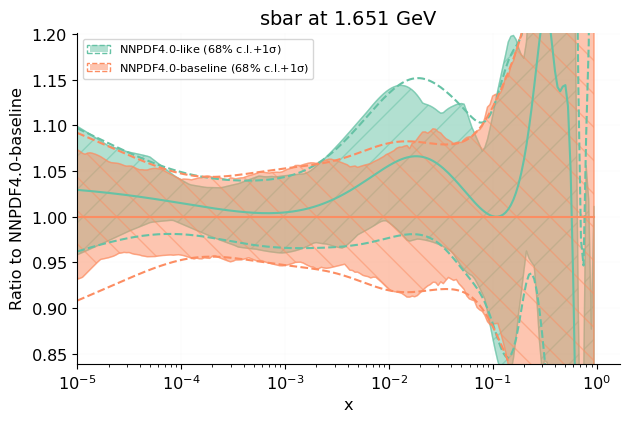 sbar at 1.651 GeV
NNPDF4.0-like (68% c.l.+1σ)
NNPDF4.0-baseline (68% c.l.+1σ)
Ratio to NNPDF4.0-baseline
1.20
1.15
1.10
1.05
1.00
0.95
0.90
0.85
10⁻⁵ 10⁻⁴ 10⁻³ 10⁻² 10⁻¹ 10⁰
x